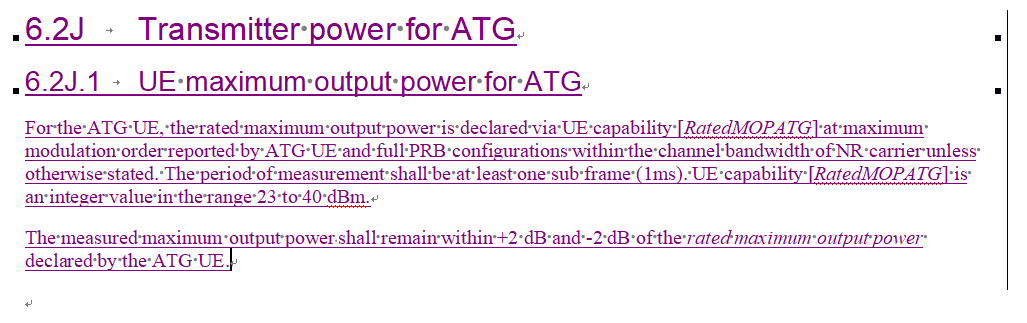 6.2J Transmitter power for ATG
6.2J.1 UE maximum output power for ATG
For the ATG UE, the rated maximum output power is declared via UE capability [RatedMOPATG] at maximum
modulation order reported by ATG UE and full PRB configurations within the channel bandwidth of NR carrier unless
otherwise stated. The period of measurement shall be at least one sub frame (1ms). UE capability [RatedMOPATG] is
an integer value in the range 23 to 40 dBm.
The measured maximum output power shall remain within +2 dB and -2 dB of the rated maximum output power
declared by the ATG UE.